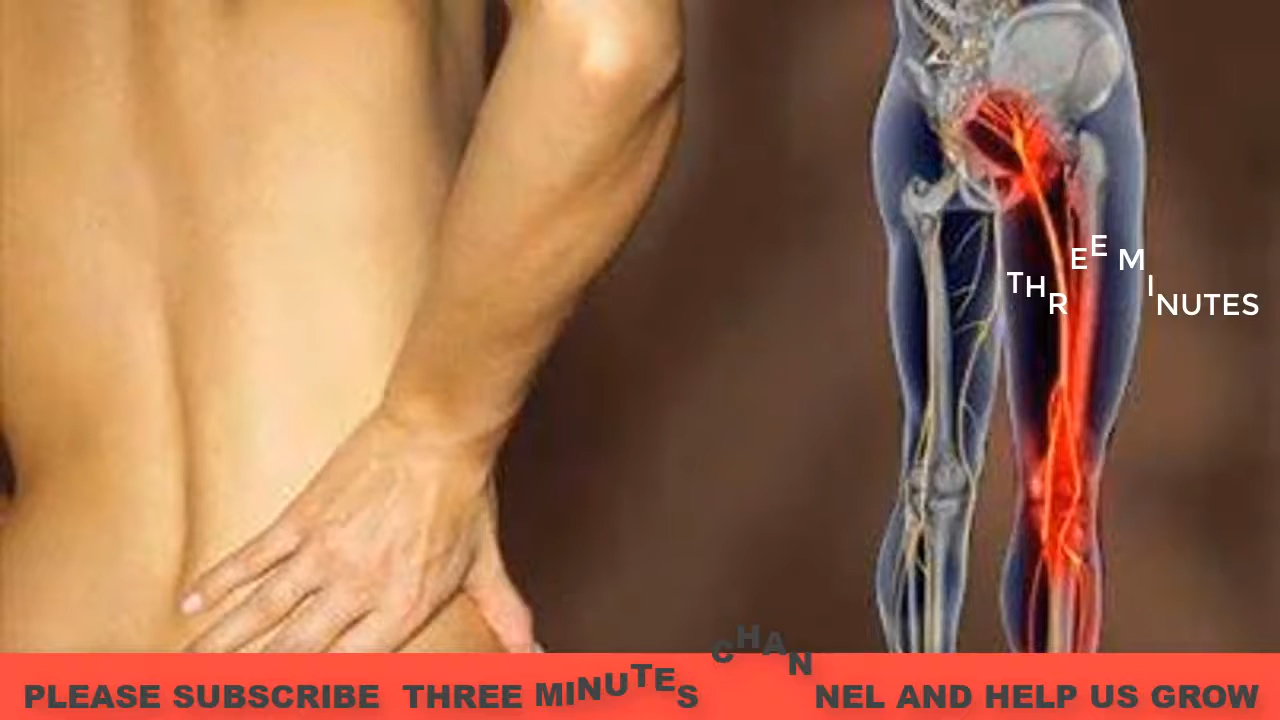 THREE MINUTES
PLEASE SUBSCRIBE THREE MINUTES CHANNEL AND HELP US GROW